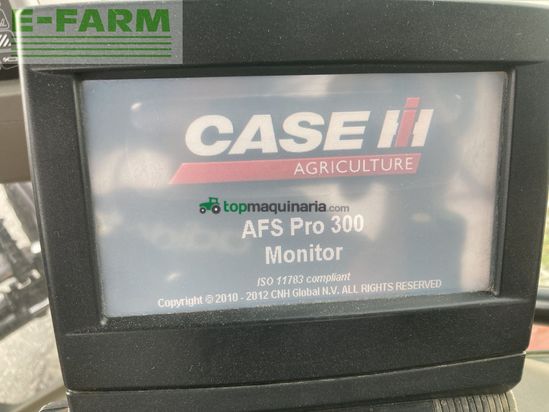 E-FARM
CASE IH
AGRICULTURE
topmaquinaria.com
AFS Pro 300
Monitor
ISO 11783 compliant
Copyright © 2010 - 2012 CNH Global N.V. ALL RIGHTS RESERVED